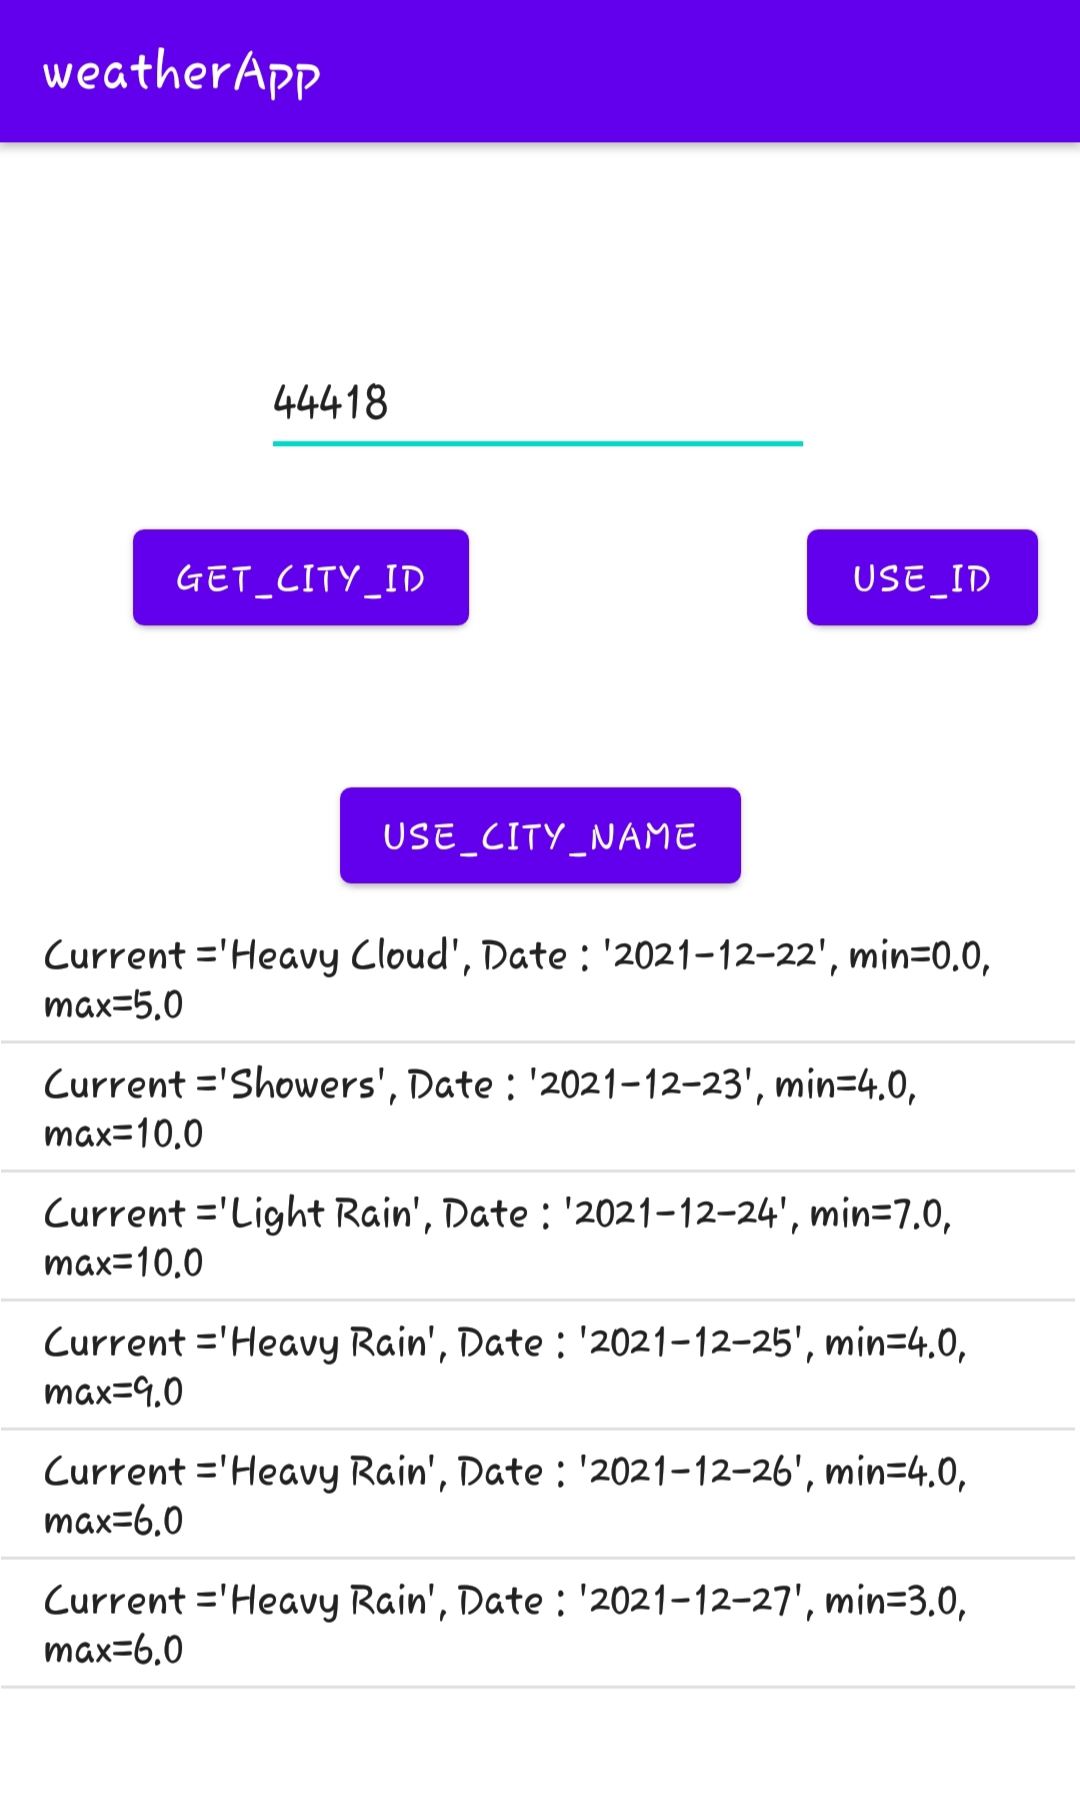 weatherApp
44418
GET_CITY_ID
USE_ID
USE_CITY_NAME
Current ='Heavy Cloud', Date : '2021-12-22', min=0.0,
max=5.0
Current ='Showers', Date : '2021-12-23', min=4.0,
max=10.0
Current ='Light Rain', Date : '2021-12-24', min=7.0,
max=10.0
Current ='Heavy Rain', Date : '2021-12-25', min=4.0,
max=9.0
Current ='Heavy Rain', Date : '2021-12-26', min=4.0,
max=6.0
Current ='Heavy Rain', Date : '2021-12-27', min=3.0,
max=6.0